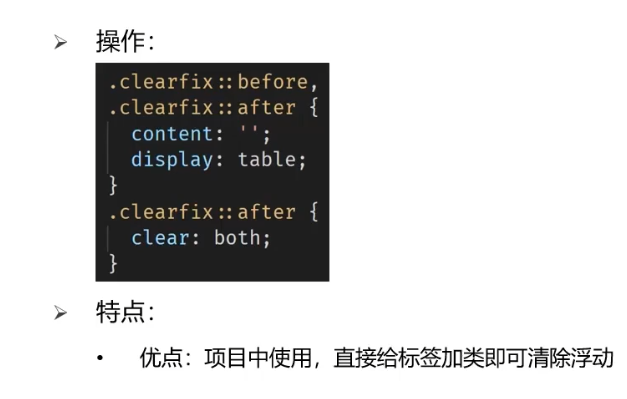 操作：
.clearfix::before,
.clearfix::after {
content: '';
display: table;
}
.clearfix::after {
clear: both;
}
特点：
优点：项目中使用，直接给标签加类即可清除浮动